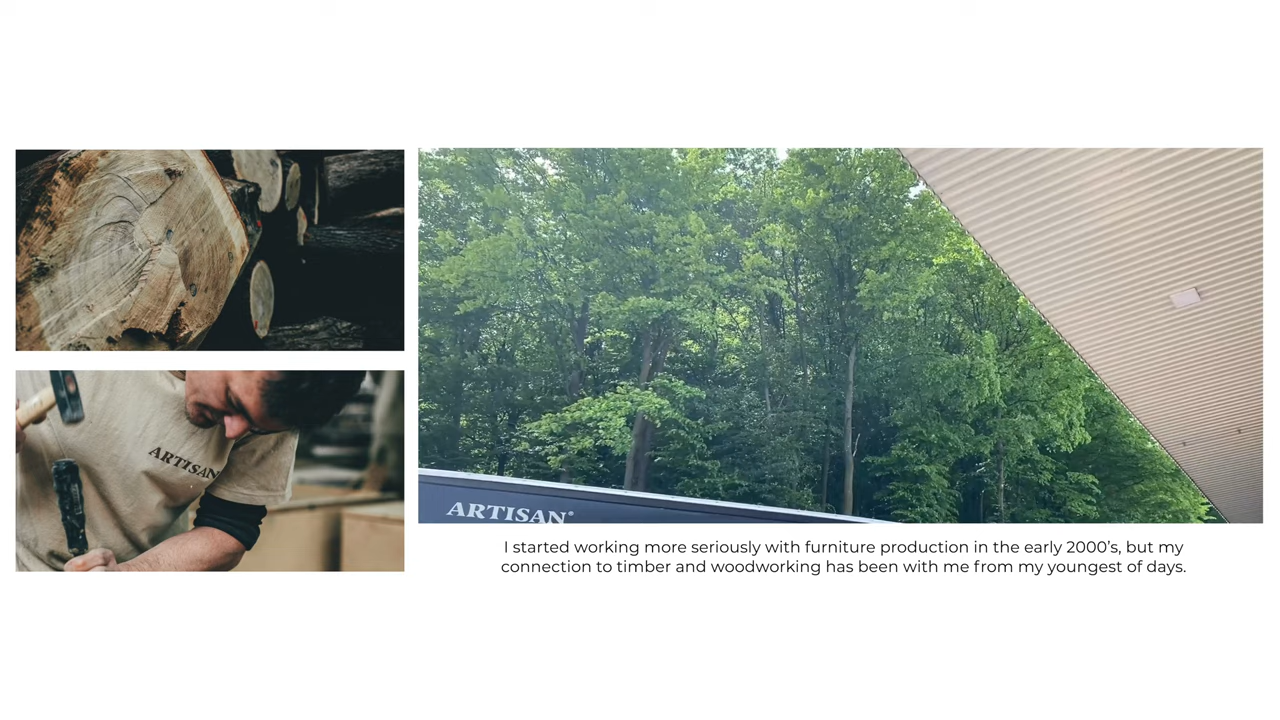 ARTISAN
ARTISAN®
I started working more seriously with furniture production in the early 2000’s, but my
connection to timber and woodworking has been with me from my youngest of days.